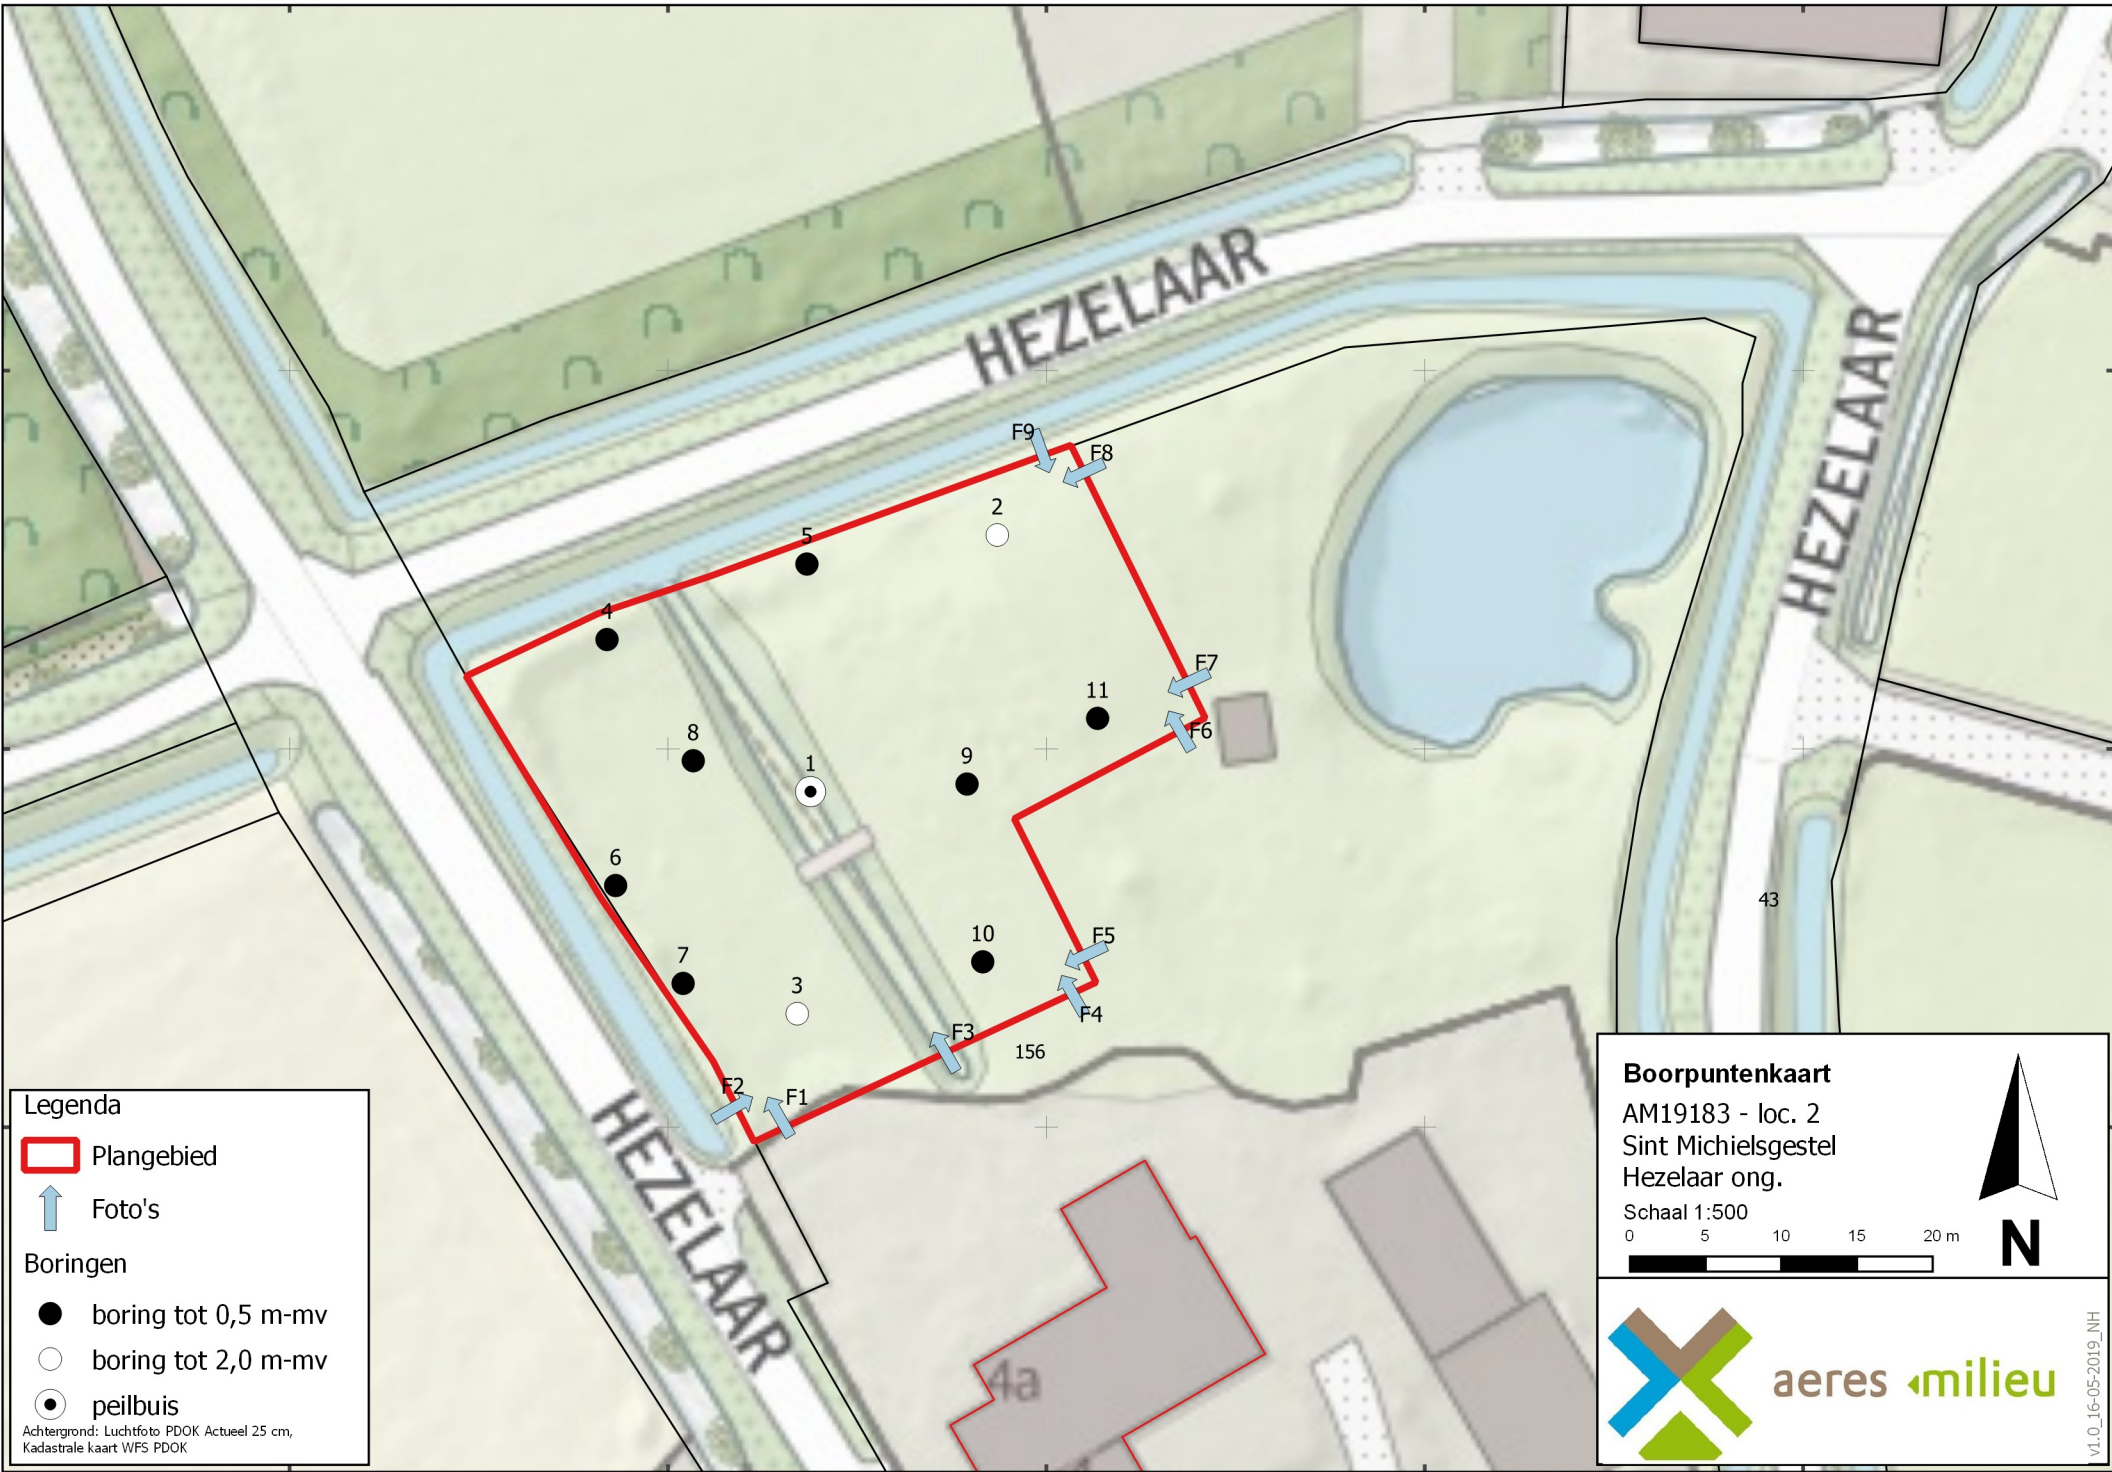 HEZELAAR
HEZELAAR
F9
F8
2
5
4
F7
11
F6
8
9
1
6
43
10
F5
7
3
F4
F3
156
F2
F1
HEZELAAR
4a
Legenda
Plangebied
Foto's
Boringen
boring tot 0,5 m-mv
boring tot 2,0 m-mv
peilbuis
Achtergrond: Luchtfoto PDOK Actueel 25 cm,
Kadastrale kaart WFS PDOK
Boorpuntenkaart
AM19183 - loc. 2
Sint Michielsgestel
Hezelaar ong.
Schaal 1:500
0 5 10 15 20 m
N
aeres milieu
v1.0_16-05-2019_NH